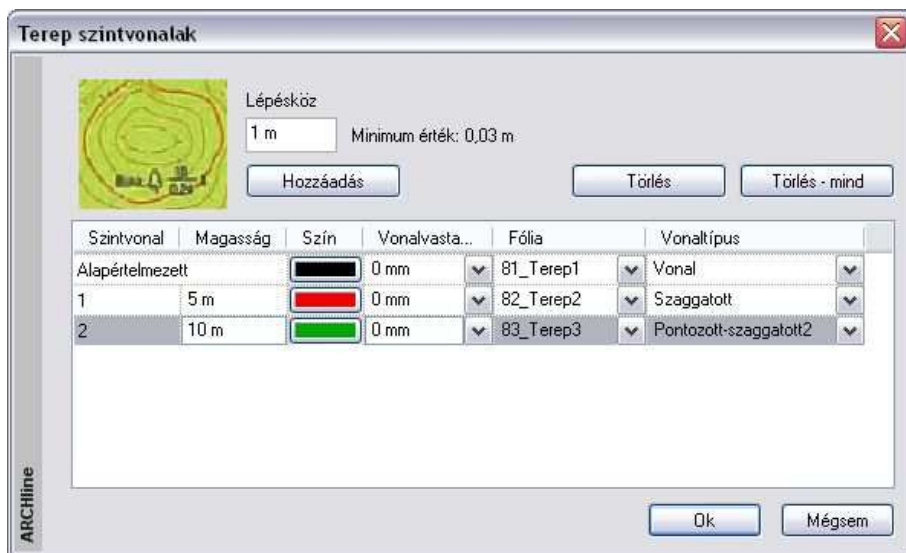 Terep szintvonalak
Lépésköz
1 m Minimum érték: 0,03 m
Hozzáadás Törlés Törlés - mind
Szintvonal Magasság Szín Vonalvasta... Fólia Vonaltípus
Alapértelmezett 0 mm 81_Terep1 Vonal
1 5 m 0 mm 82_Terep2 Szaggatott
2 10 m 0 mm 83_Terep3 Pontozott-szaggatott2
Ok Mégsem
ARCHline